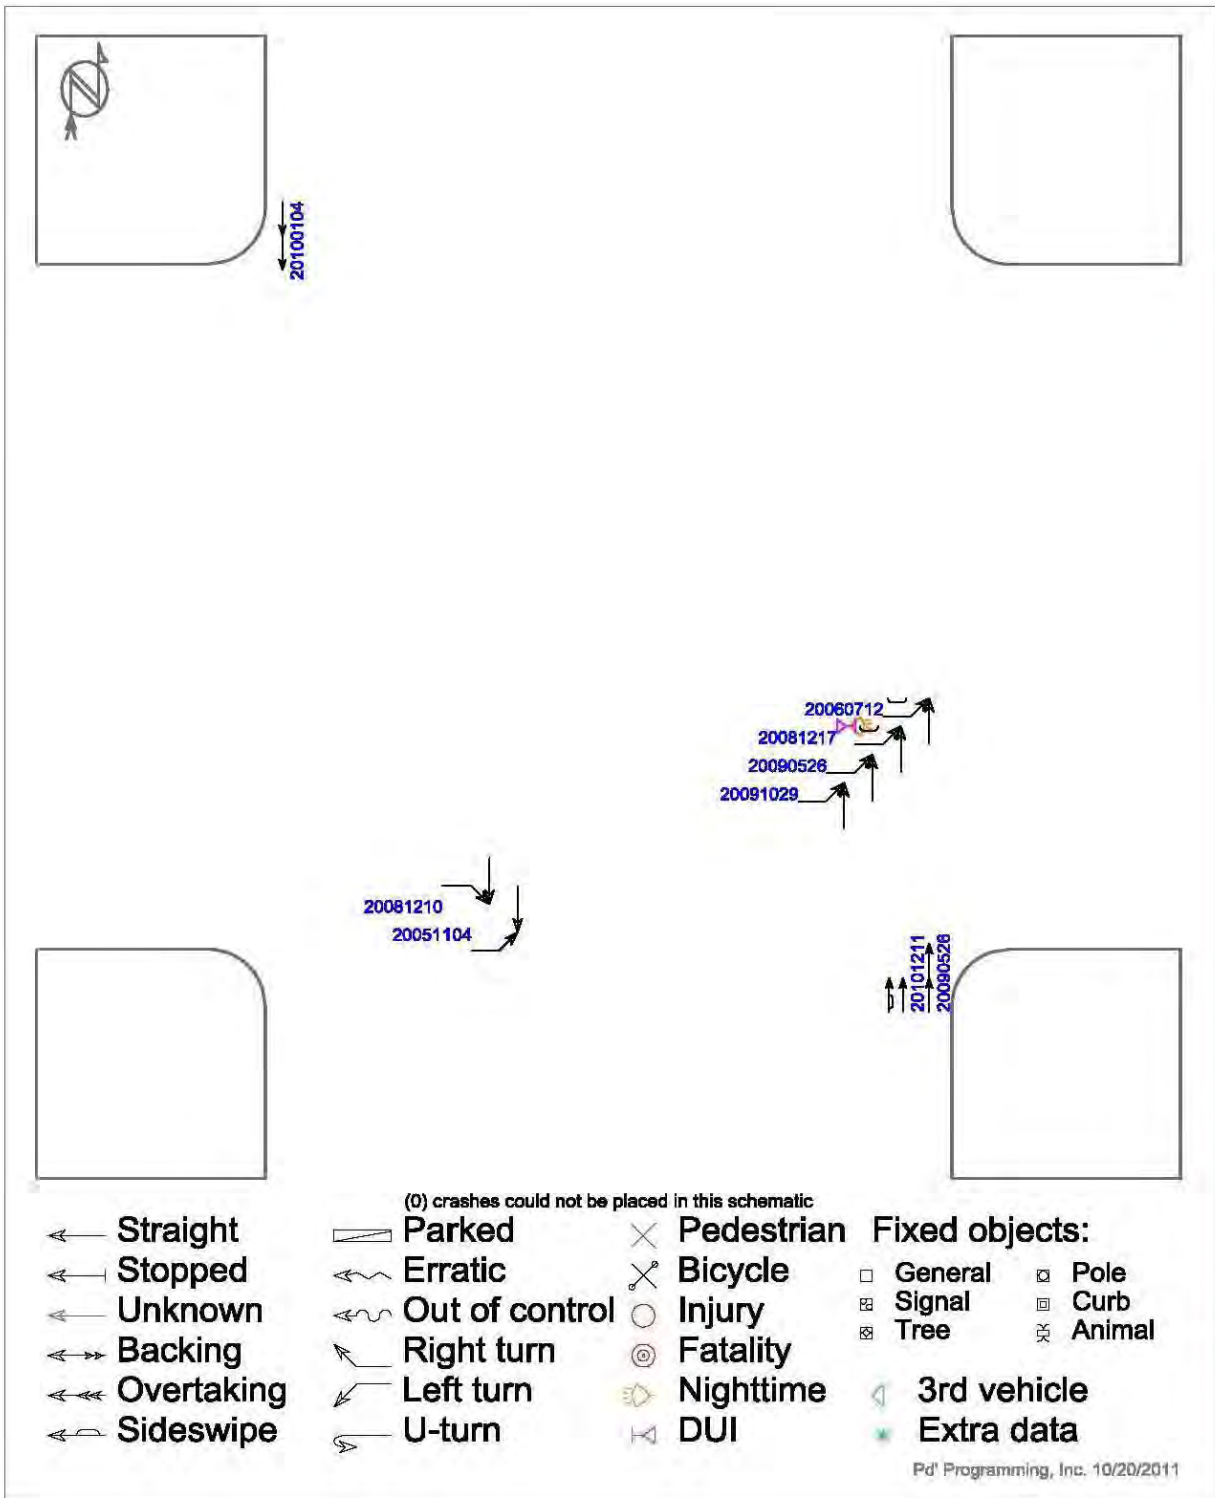 N
20100104
20060712
20081217
20090526
20091029
20081210
20051104
20101211
20090526
(0) crashes could not be placed in this schematic
Straight
Parked
Pedestrian
Fixed objects:
Stopped
Erratic
Bicycle
General
Pole
Unknown
Out of control
Injury
Signal
Curb
Backing
Right turn
Fatality
Tree
Animal
Overtaking
Left turn
Nighttime
3rd vehicle
Sideswipe
U-turn
DUI
Extra data
Pd' Programming, Inc. 10/20/2011